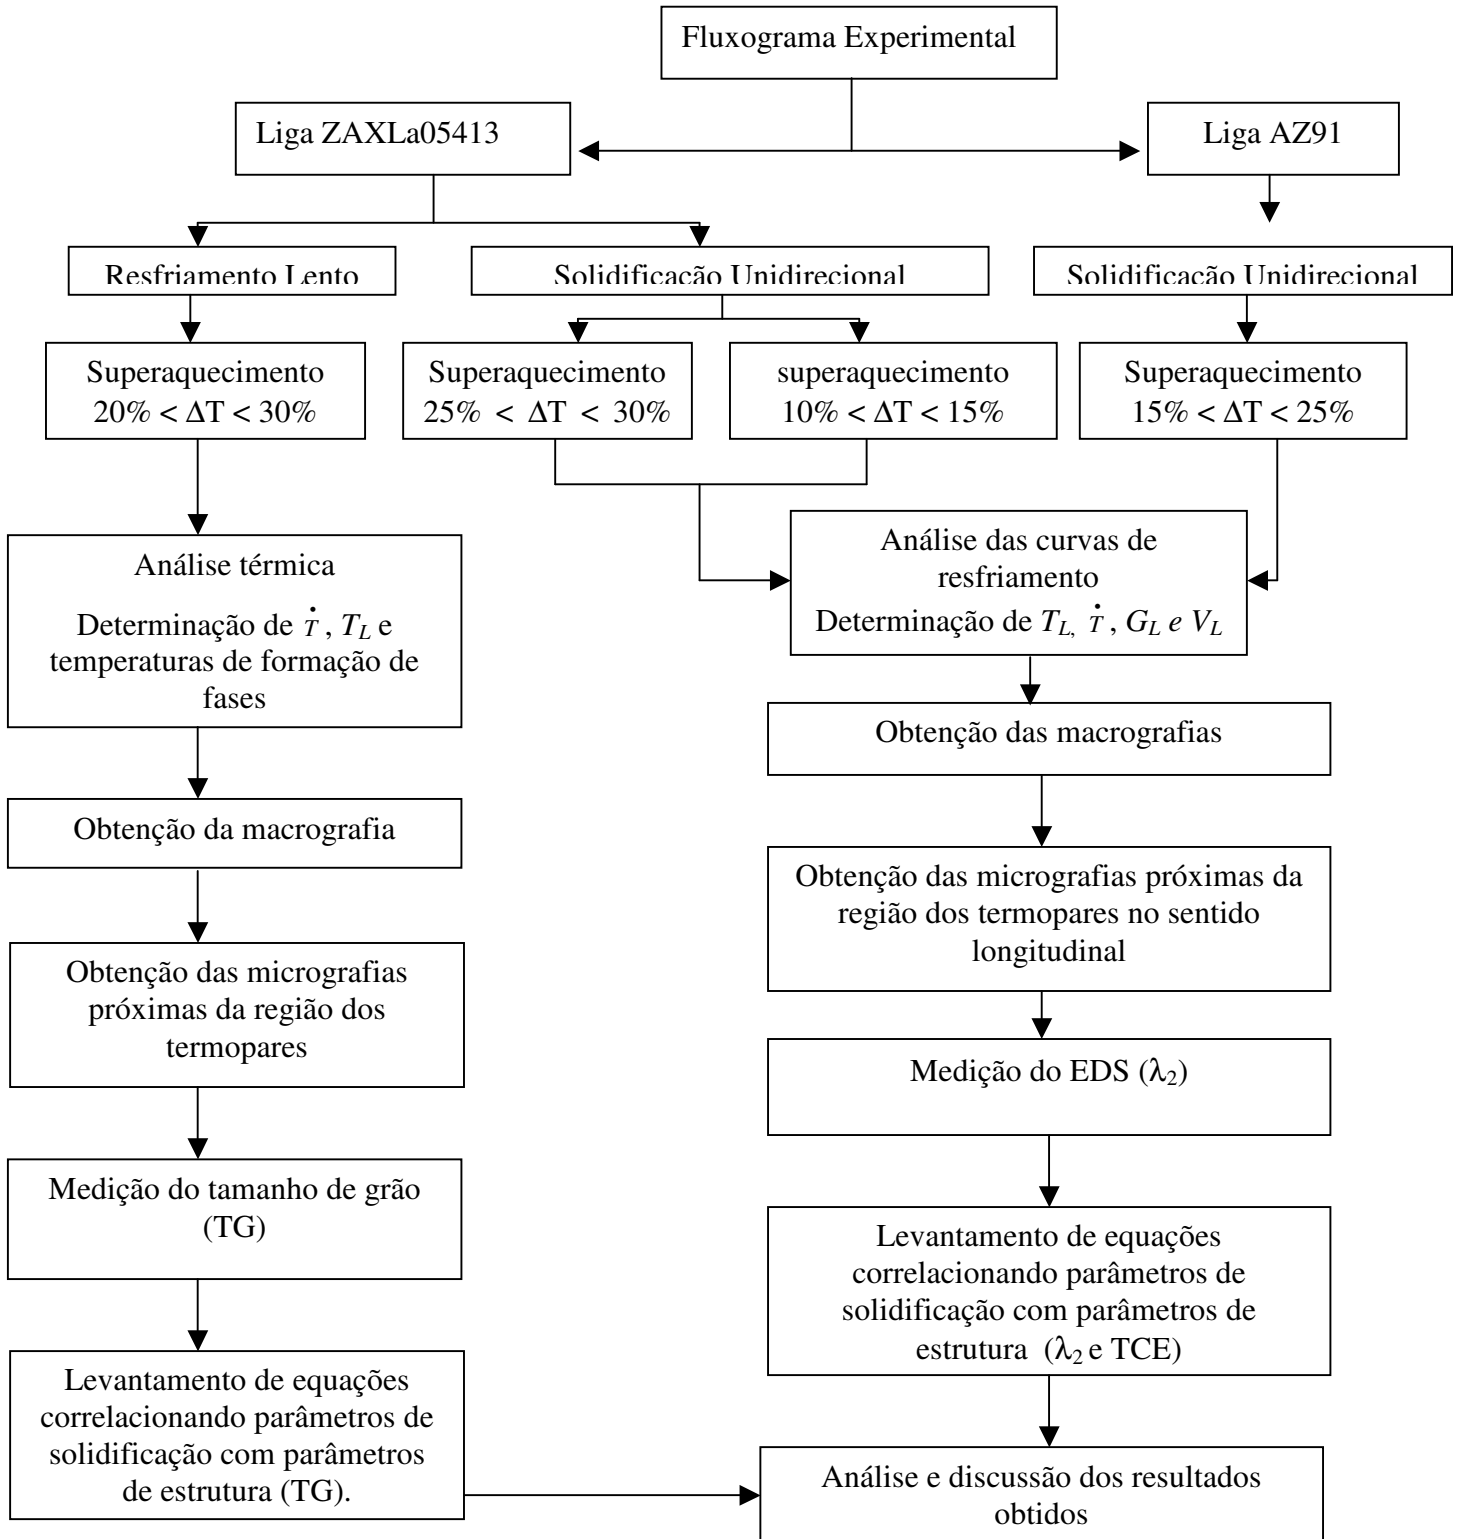 Fluxograma Experimental
Liga ZAXLa05413
Liga AZ91
Resfriamento Lento
Solidificação Unidirecional
Solidificação Unidirecional
Superaquecimento
20% < ΔT < 30%
Superaquecimento
25% < ΔT < 30%
superaquecimento
10% < ΔT < 15%
Superaquecimento
15% < ΔT < 25%
Análise térmica
Determinação de Ṫ, T_L e
temperaturas de formação de
fases
Obtenção da macrografia
Obtenção das micrografias
próximas da região dos
termopares
Medição do tamanho de grão
(TG)
Levantamento de equações
correlacionando parâmetros de
solidificação com parâmetros
de estrutura (TG).
Análise das curvas de
resfriamento
Determinação de T_L, Ṫ, G_L e V_L
Obtenção das macrografias
Obtenção das micrografias próximas da
região dos termopares no sentido
longitudinal
Medição do EDS (λ₂)
Levantamento de equações
correlacionando parâmetros de
solidificação com parâmetros de
estrutura (λ₂ e TCE)
Análise e discussão dos resultados
obtidos